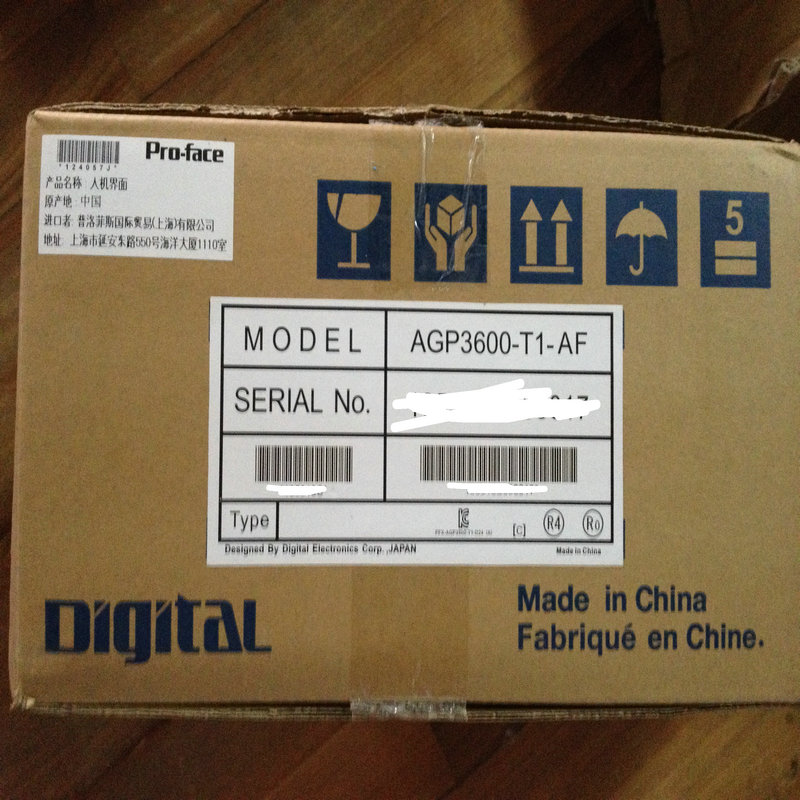 Pro-face
*124057J*
产品名称: 人机界面
原产地: 中国
进口者: 普洛菲斯国际贸易(上海)有限公司
地址: 上海市延安东路550号海洋大厦1110室
5
MODEL AGP3600-T1-AF
SERIAL No.
Type
[C] R4 R0
Designed By Digital Electronics Corp. ,JAPAN Made in China
Digital
Made in China
Fabriqué en Chine.